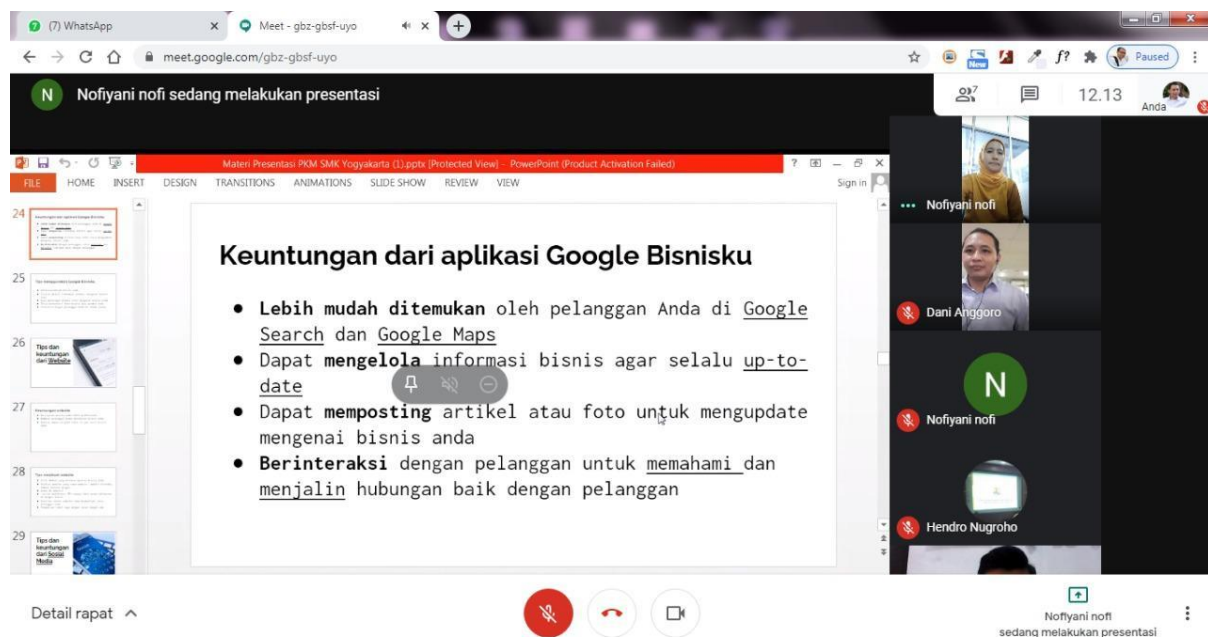 (7) WhatsApp
Meet - gbz-gbsf-uyo
meet.google.com/gbz-gbsf-uyo
New
f?
Paused
N
Nofiyani nofi sedang melakukan presentasi
7
12.13
Anda
Materi Presentasi PKM SMK Yogyakarta (1).pptx [Protected View] - PowerPoint (Product Activation Failed)
FILE HOME INSERT DESIGN TRANSITIONS ANIMATIONS SLIDE SHOW REVIEW VIEW
Sign in
24
25
26
Tips dan
keuntungan
dari Website
27
28
29
Tips dan
keuntungan
dari Sosial
Media
Keuntungan dari aplikasi Google Bisnisku
● Lebih mudah ditemukan oleh pelanggan Anda di Google
Search dan Google Maps
● Dapat mengelola informasi bisnis agar selalu up-to-
date
● Dapat memposting artikel atau foto untuk mengupdate
mengenai bisnis anda
● Berinteraksi dengan pelanggan untuk memahami dan
menjalin hubungan baik dengan pelanggan
Nofiyani nofi
Dani Anggoro
N
Nofiyani nofi
Hendro Nugroho
Detail rapat
Nofiyani nofi
sedang melakukan presentasi